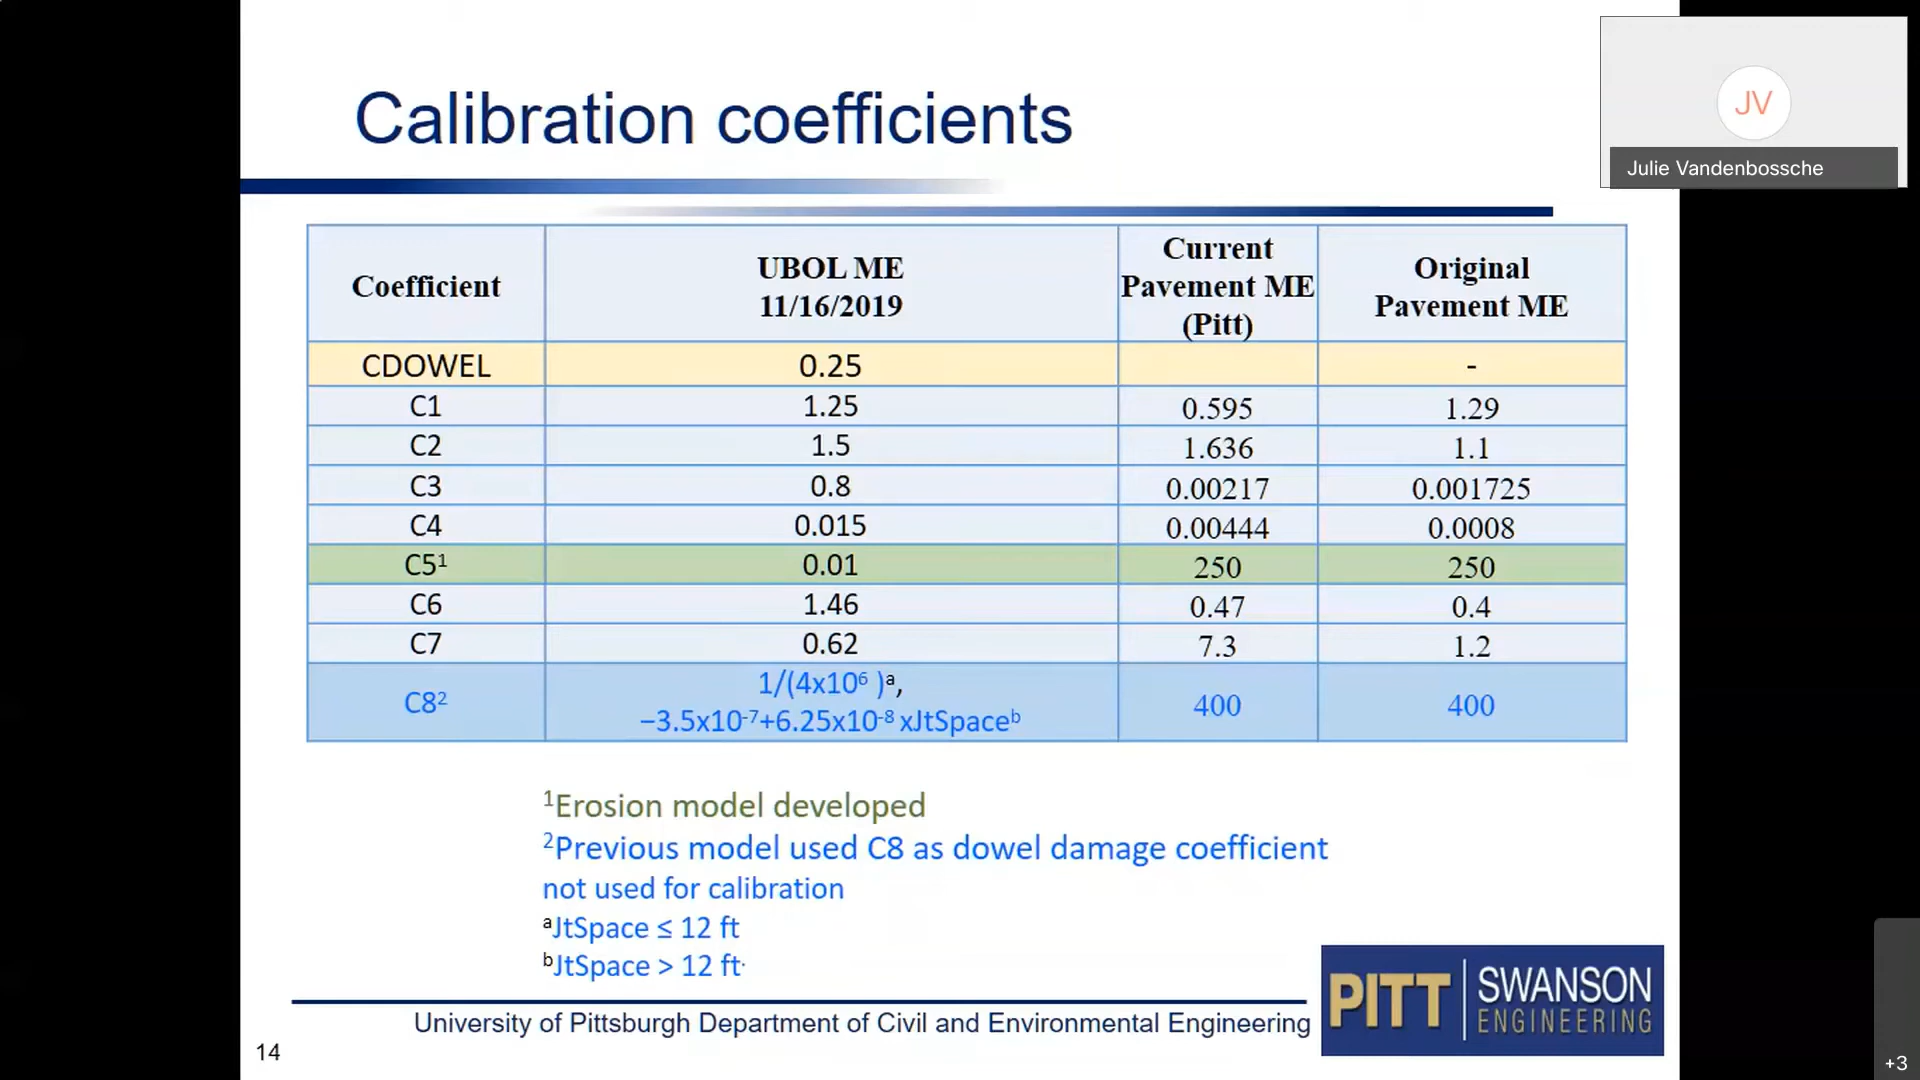 Calibration coefficients
JV
Julie Vandenbossche
Coefficient
UBOL ME
11/16/2019
Current
Pavement ME
(Pitt)
Original
Pavement ME
CDOWEL 0.25 -
C1 1.25 0.595 1.29
C2 1.5 1.636 1.1
C3 0.8 0.00217 0.001725
C4 0.015 0.00444 0.0008
C5¹ 0.01 250 250
C6 1.46 0.47 0.4
C7 0.62 7.3 1.2
C8² 1/(4x10⁶ )ᵃ,
−3.5x10⁻⁷+6.25x10⁻⁸ xJtSpaceᵇ 400 400
¹Erosion model developed
²Previous model used C8 as dowel damage coefficient
not used for calibration
ᵃJtSpace ≤ 12 ft
ᵇJtSpace > 12 ft.
University of Pittsburgh Department of Civil and Environmental Engineering
PITT SWANSON
ENGINEERING
14
+3